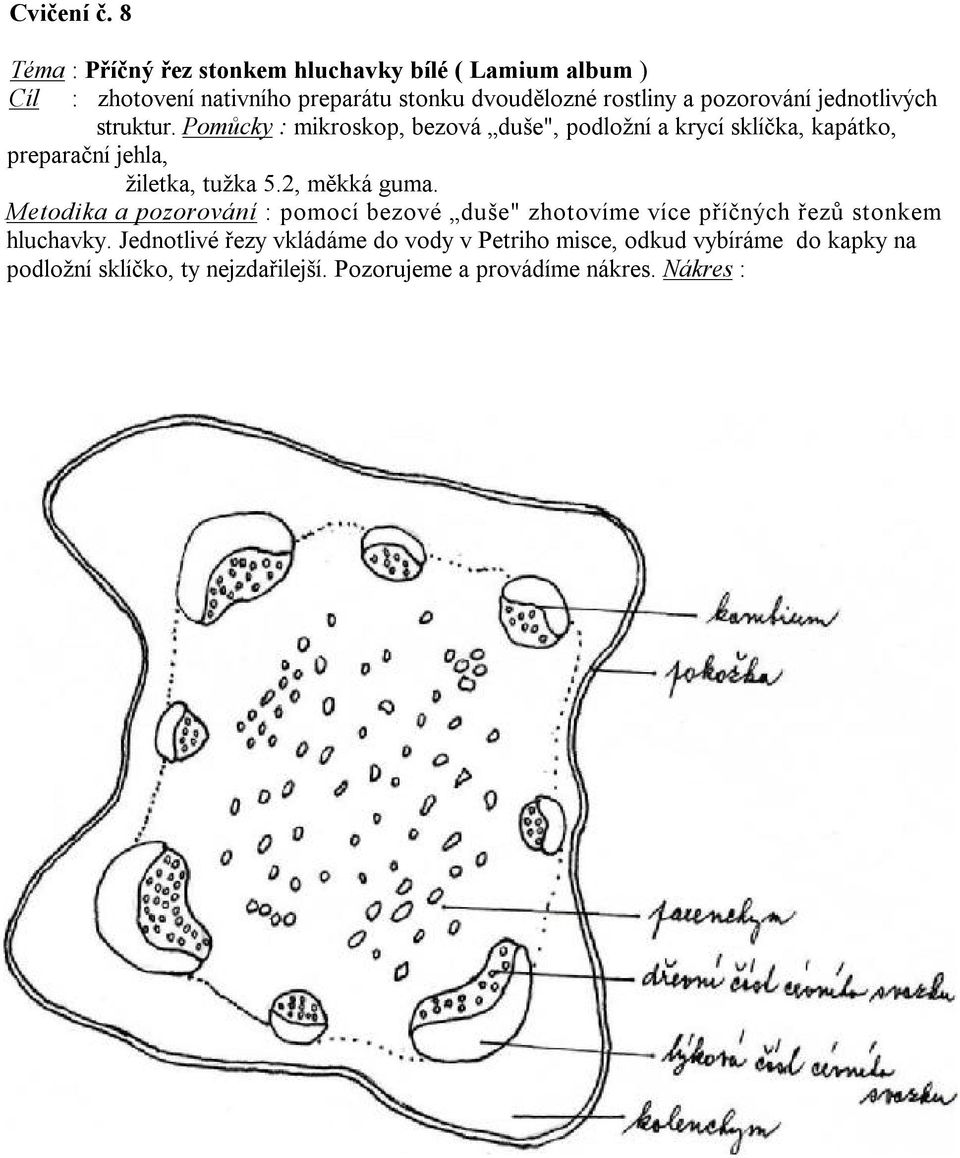 Cvičení č. 8
Téma : Příčný řez stonkem hluchavky bílé ( Lamium album )
Cíl : zhotovení nativního preparátu stonku dvoudělozné rostliny a pozorování jednotlivých
struktur. Pomůcky : mikroskop, bezová „duše", podložní a krycí sklíčka, kapátko,
preparační jehla,
žiletka, tužka 5.2, měkká guma.
Metodika a pozorování : pomocí bezové „duše" zhotovíme více příčných řezů stonkem
hluchavky. Jednotlivé řezy vkládáme do vody v Petriho misce, odkud vybíráme do kapky na
podložní sklíčko, ty nejzdařilejší. Pozorujeme a provádíme nákres. Nákres :
kambium
pokožka
parenchym
dřevní část cévního svazku
lýková část cévního
svazku
kolenchym